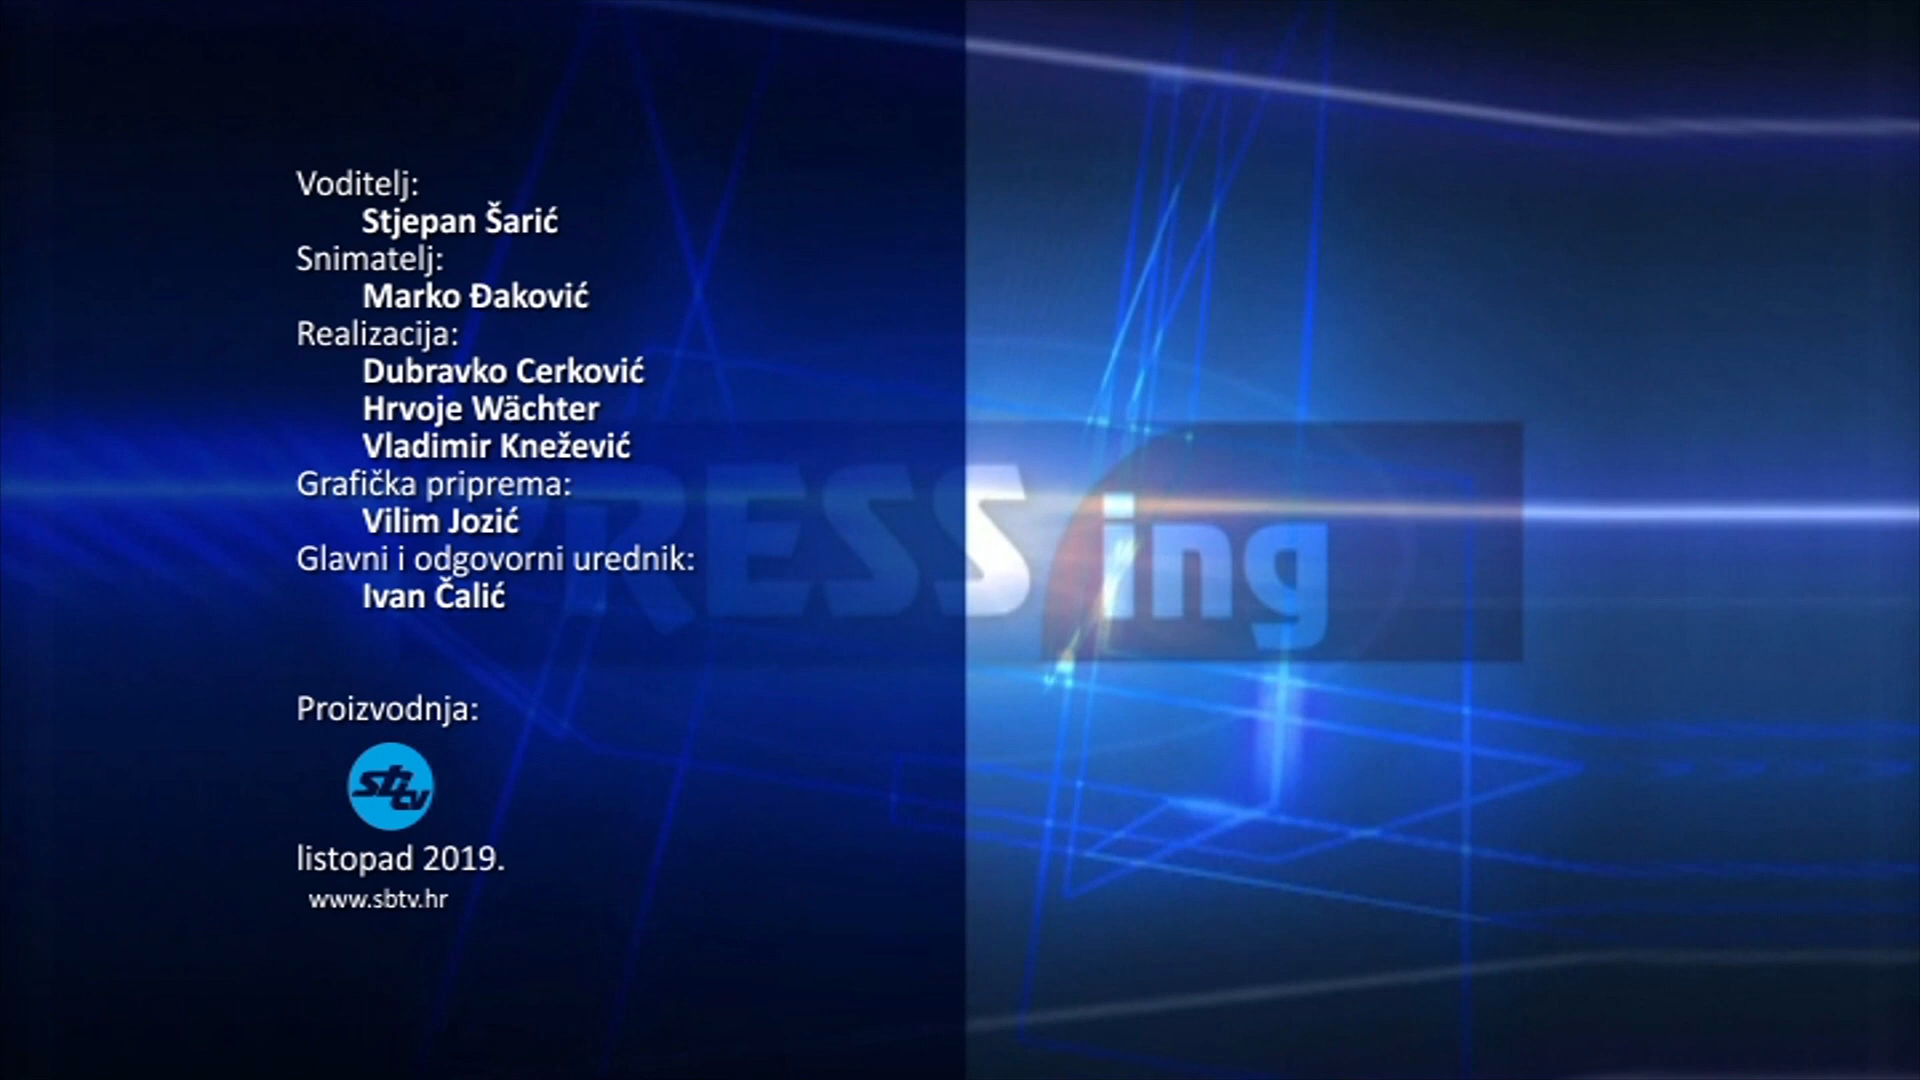 Voditelj:
Stjepan Šarić
Snimatelj:
Marko Đaković
Realizacija:
Dubravko Cerković
Hrvoje Wächter
Vladimir Knežević
Grafička priprema:
Vilim Jozić
Glavni i odgovorni urednik:
Ivan Čalić
PRESSing
Proizvodnja:
sbtv
listopad 2019.
www.sbtv.hr